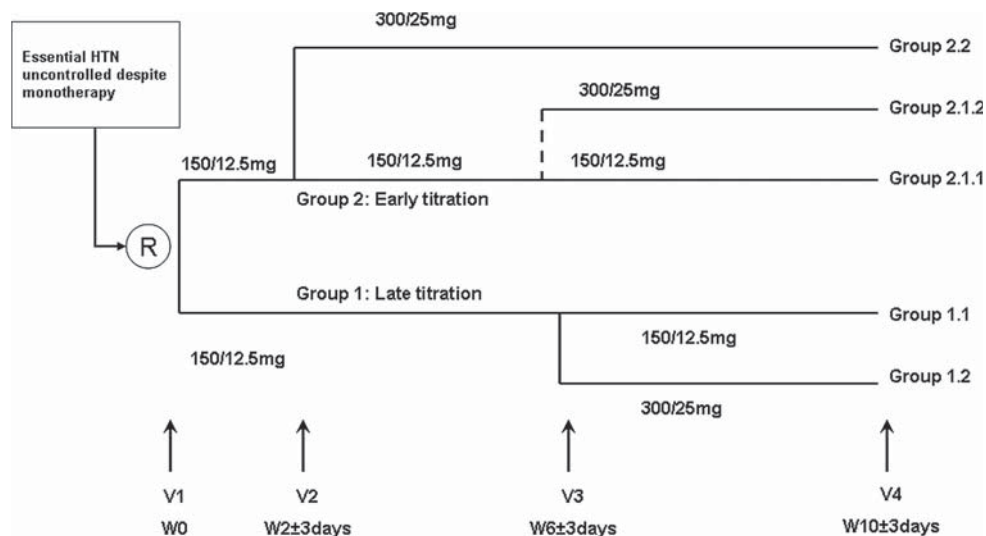 300/25mg
Essential HTN
uncontrolled despite
monotherapy
Group 2.2
300/25mg
Group 2.1.2
150/12.5mg
150/12.5mg
150/12.5mg
Group 2.1.1
Group 2: Early titration
R
Group 1: Late titration
Group 1.1
150/12.5mg
150/12.5mg
Group 1.2
300/25mg
V1
V2
V3
V4
W0
W2±3days
W6±3days
W10±3days